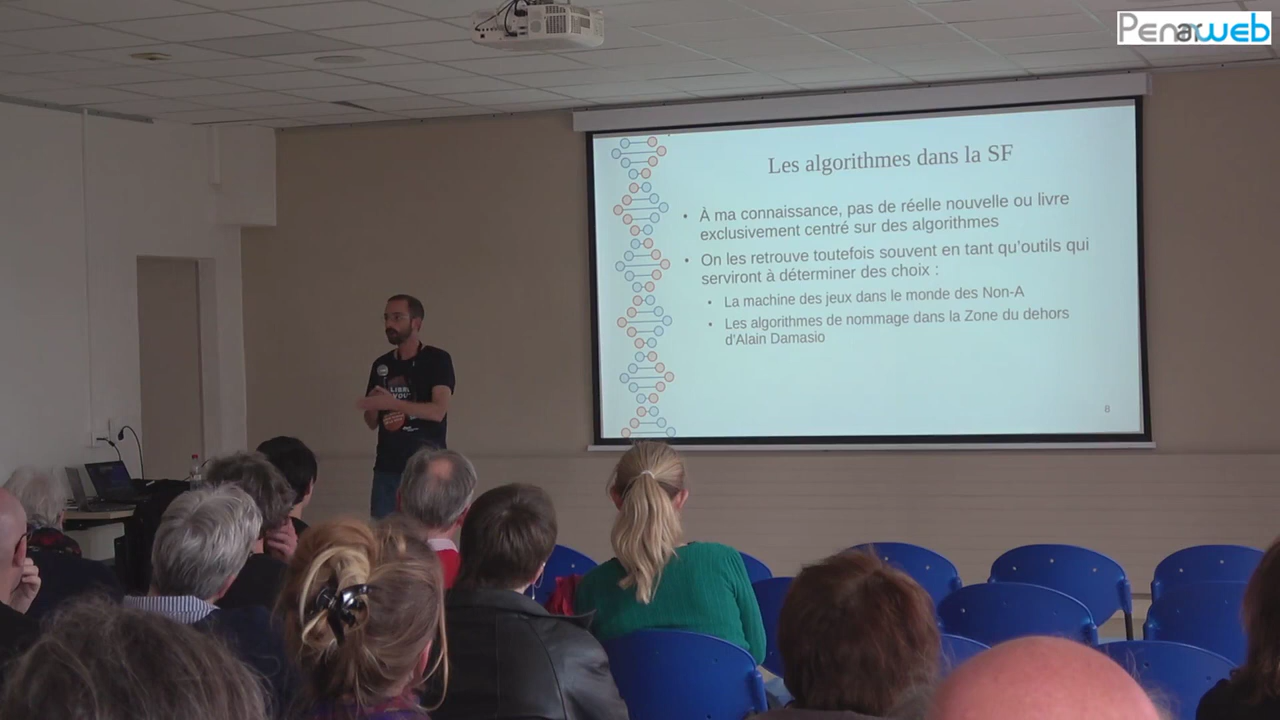 Penarweb
Les algorithmes dans la SF
• À ma connaissance, pas de réelle nouvelle ou livre
exclusivement centré sur des algorithmes
• On les retrouve toutefois souvent en tant qu'outils qui
serviront à déterminer des choix :
• La machine des jeux dans le monde des Non-A
• Les algorithmes de nommage dans la Zone du dehors
d'Alain Damasio
8